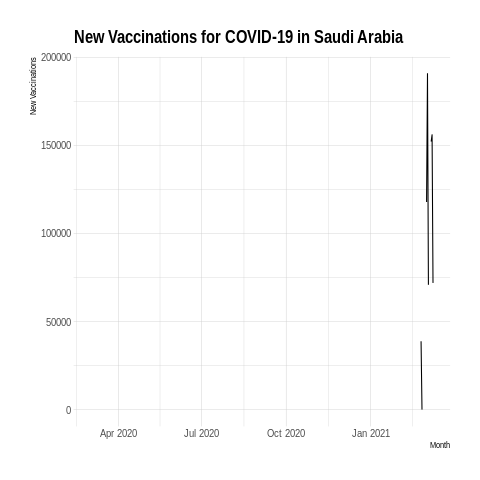 New Vaccinations for COVID-19 in Saudi Arabia
New Vaccinations
200000
150000
100000
50000
0
Apr 2020 Jul 2020 Oct 2020 Jan 2021
Month